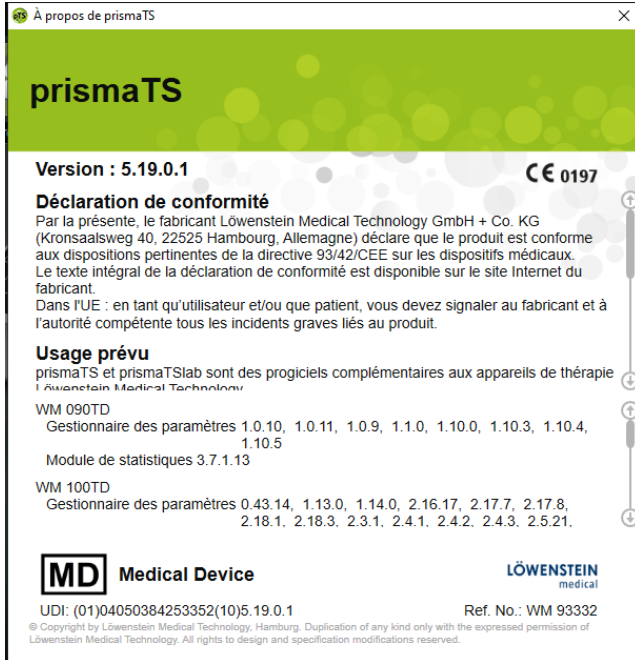 pTS À propos de prismaTS
prismaTS
Version : 5.19.0.1
CE 0197
Déclaration de conformité
Par la présente, le fabricant Löwenstein Medical Technology GmbH + Co. KG
(Kronsaalsweg 40, 22525 Hambourg, Allemagne) déclare que le produit est conforme
aux dispositions pertinentes de la directive 93/42/CEE sur les dispositifs médicaux.
Le texte intégral de la déclaration de conformité est disponible sur le site Internet du
fabricant.
Dans l'UE : en tant qu'utilisateur et/ou que patient, vous devez signaler au fabricant et à
l'autorité compétente tous les incidents graves liés au produit.
Usage prévu
prismaTS et prismaTSlab sont des progiciels complémentaires aux appareils de thérapie
Löwenstein Medical Technology
WM 090TD
Gestionnaire des paramètres 1.0.10, 1.0.11, 1.0.9, 1.1.0, 1.10.0, 1.10.3, 1.10.4,
1.10.5
Module de statistiques 3.7.1.13
WM 100TD
Gestionnaire des paramètres 0.43.14, 1.13.0, 1.14.0, 2.16.17, 2.17.7, 2.17.8,
2.18.1, 2.18.3, 2.3.1, 2.4.1, 2.4.2, 2.4.3, 2.5.21,
MD Medical Device
LÖWENSTEIN
medical
UDI: (01)04050384253352(10)5.19.0.1
Ref. No.: WM 93332
© Copyright by Löwenstein Medical Technology, Hamburg. Duplication of any kind only with the expressed permission of
Löwenstein Medical Technology. All rights to design and specification modifications reserved.